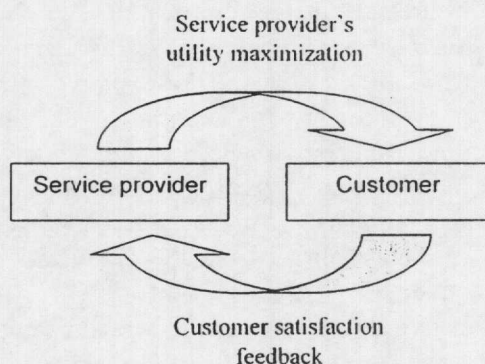 Service provider`s
utility maximization
Service provider
Customer
Customer satisfaction
feedback